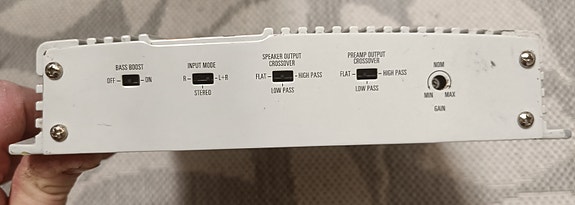 BASS BOOST
OFF ON
INPUT MODE
R L+R
STEREO
SPEAKER OUTPUT
CROSSOVER
FLAT HIGH PASS
LOW PASS
PREAMP OUTPUT
CROSSOVER
FLAT HIGH PASS
LOW PASS
NOM
MIN MAX
GAIN